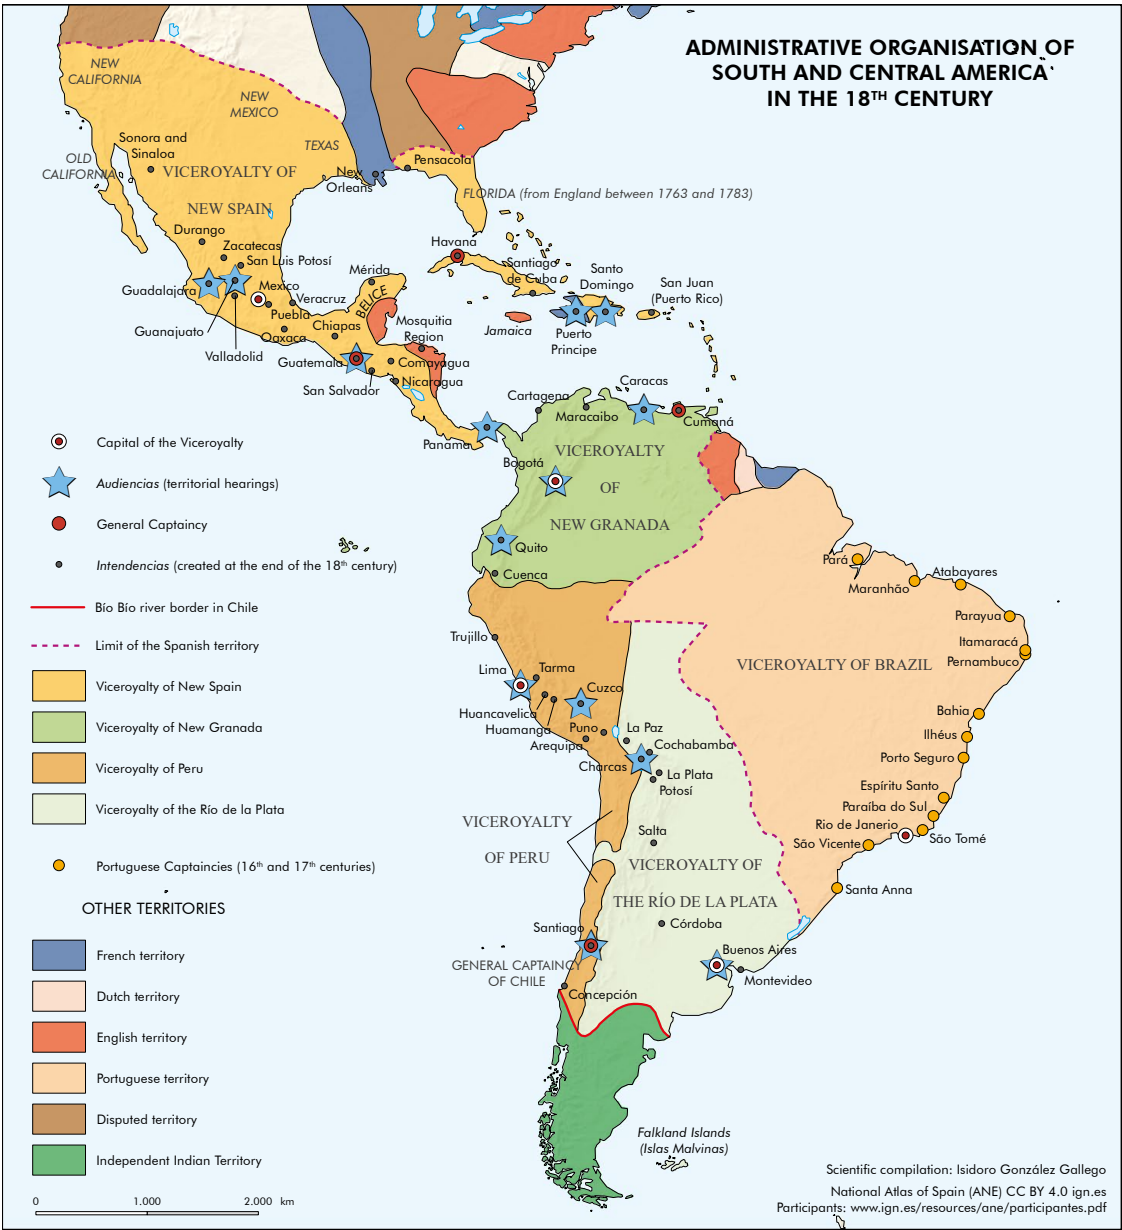 ADMINISTRATIVE ORGANISATION OF
SOUTH AND CENTRAL AMERICA
IN THE 18TH CENTURY
NEW
CALIFORNIA
NEW
MEXICO
TEXAS
OLD
CALIFORNIA
Sonora and
Sinaloa
VICEROYALTY OF
NEW SPAIN
New
Orleans
Pensacola
FLORIDA (from England between 1763 and 1783)
Durango
Zacatecas
San Luis Potosí
Guadalajara
Mexico
Veracruz
Puebla
Guanajuato
Valladolid
Oaxaca
Chiapas
Mérida
BELICE
Havana
Santiago
de Cuba
Santo
Domingo
San Juan
(Puerto Rico)
Jamaica
Puerto
Principe
Mosquitia
Region
Guatemala
Comayagua
San Salvador
Nicaragua
Panama
Cartagena
Maracaibo
Caracas
Cumaná
Bogotá
VICEROYALTY
OF
NEW GRANADA
Quito
Cuenca
Capital of the Viceroyalty
Audiencias (territorial hearings)
General Captaincy
Intendencias (created at the end of the 18th century)
Bío Bío river border in Chile
Limit of the Spanish territory
Viceroyalty of New Spain
Viceroyalty of New Granada
Viceroyalty of Peru
Viceroyalty of the Río de la Plata
Portuguese Captaincies (16th and 17th centuries)
OTHER TERRITORIES
French territory
Dutch territory
English territory
Portuguese territory
Disputed territory
Independent Indian Territory
0 1.000 2.000 km
Pará
Maranhão
Atabayares
Parayua
Itamaracá
Pernambuco
VICEROYALTY OF BRAZIL
Bahia
Ilhéus
Porto Seguro
Espíritu Santo
Paraíba do Sul
Rio de Janerio
São Tomé
São Vicente
Santa Anna
Trujillo
Lima
Tarma
Cuzco
Huancavelica
Huamanga
Puno
Arequipa
La Paz
Cochabamba
Charcas
La Plata
Potosí
VICEROYALTY
OF PERU
Salta
VICEROYALTY OF
THE RÍO DE LA PLATA
Córdoba
Santiago
Buenos Aires
Montevideo
GENERAL CAPTAINCY
OF CHILE
Concepción
Falkland Islands
(Islas Malvinas)
Scientific compilation: Isidoro González Gallego
National Atlas of Spain (ANE) CC BY 4.0 ign.es
Participants: www.ign.es/resources/ane/participantes.pdf